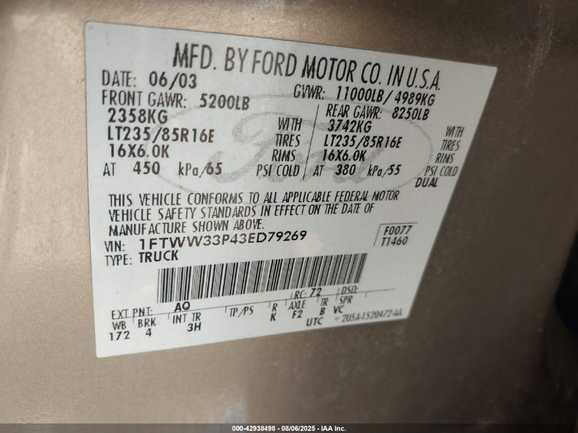 MFD. BY FORD MOTOR CO. IN U.S.A.
DATE: 06/03 GVWR: 11000LB/ 4989KG
FRONT GAWR: 5200LB REAR GAWR: 8250LB
2358KG WITH 3742KG WITH
LT235/85R16E TIRES LT235/85R16E TIRES
16X6.0K RIMS 16X6.0K RIMS
AT 450 kPa/65 PSI COLD AT 380 kPa/55 PSI COLD
DUAL
THIS VEHICLE CONFORMS TO ALL APPLICABLE FEDERAL MOTOR
VEHICLE SAFETY STANDARDS IN EFFECT ON THE DATE OF
MANUFACTURE SHOWN ABOVE.
VIN: 1FTWW33P43ED79269 F0077
TYPE: TRUCK T1460
EXT PNT: AQ RC: 72 DSO:
WB BRK INT TR TP/PS R AXLE TR SPR
172 4 3H K F2 B VC
UTC
Ford
000-42938498 - 08/06/2025 - IAA Inc.